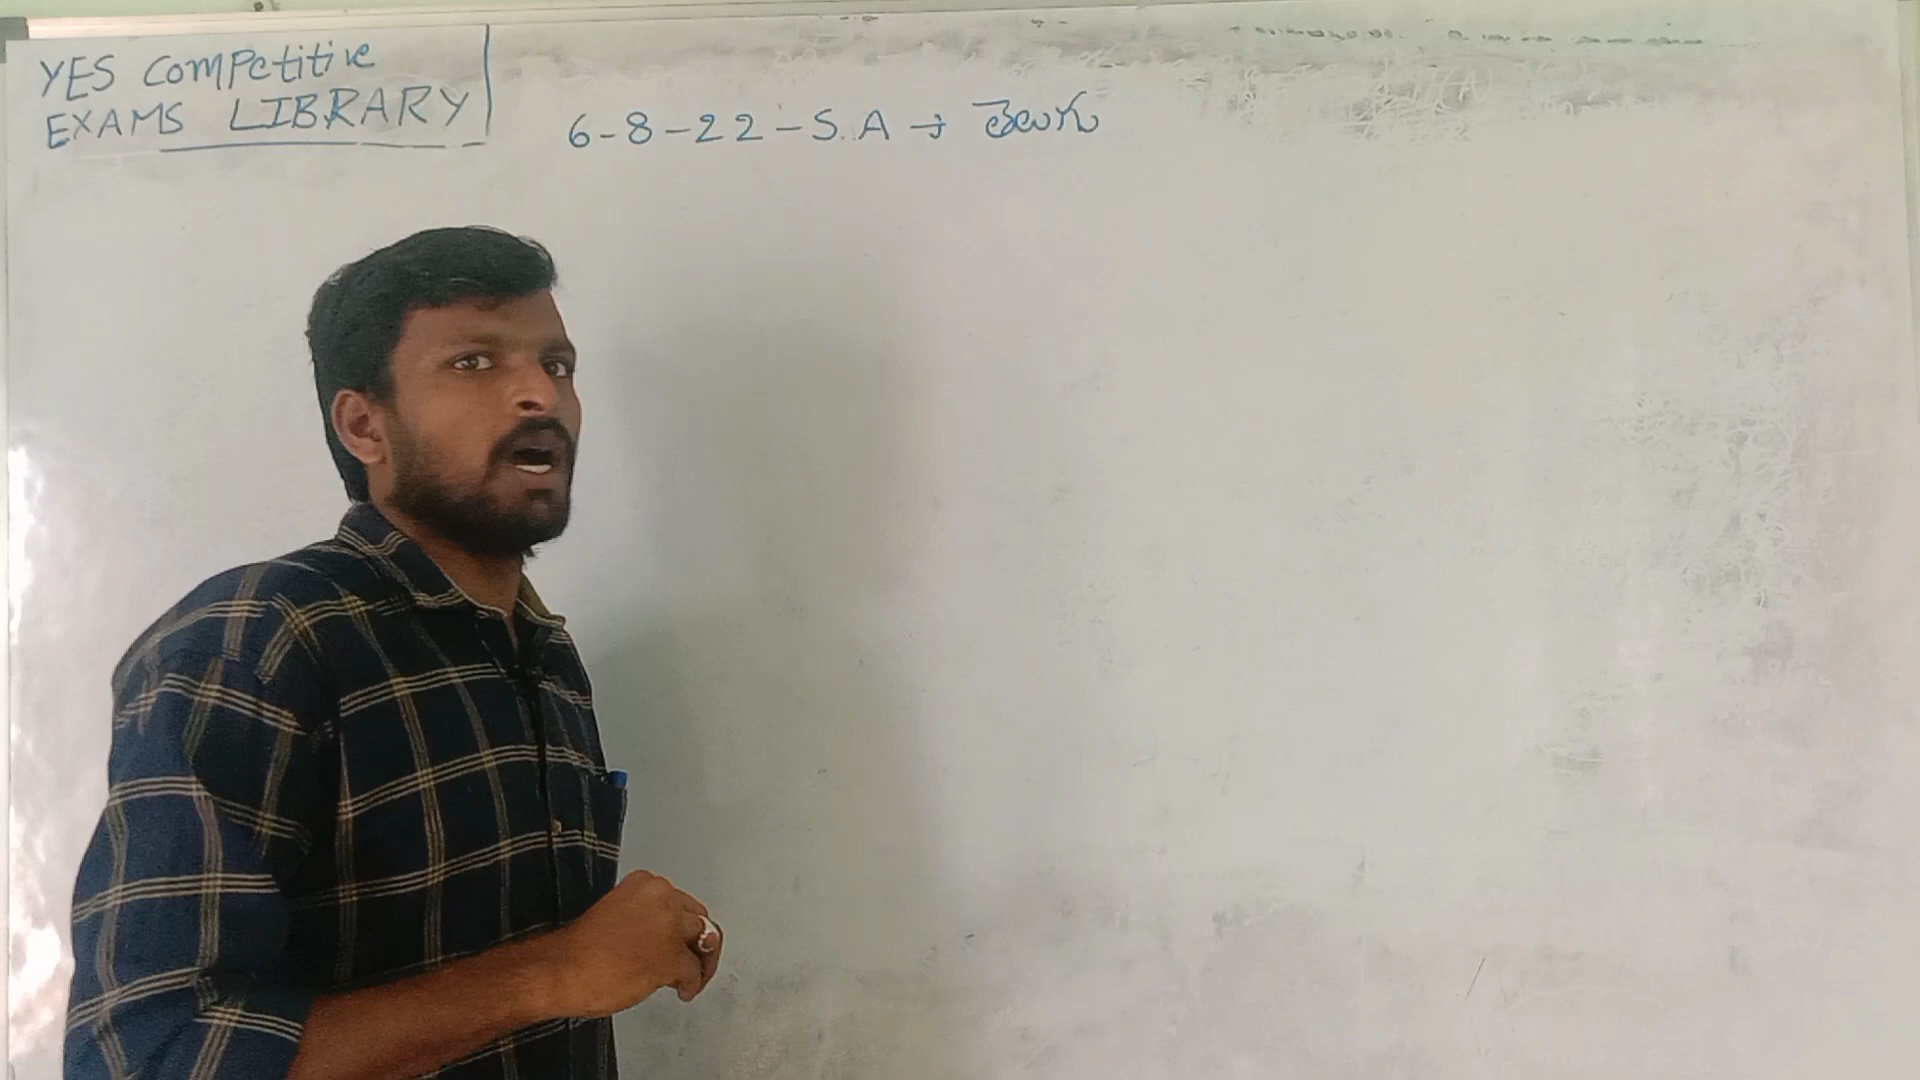 YES Competitive
EXAMS LIBRARY
6-8-22-S.A → తెలుగు